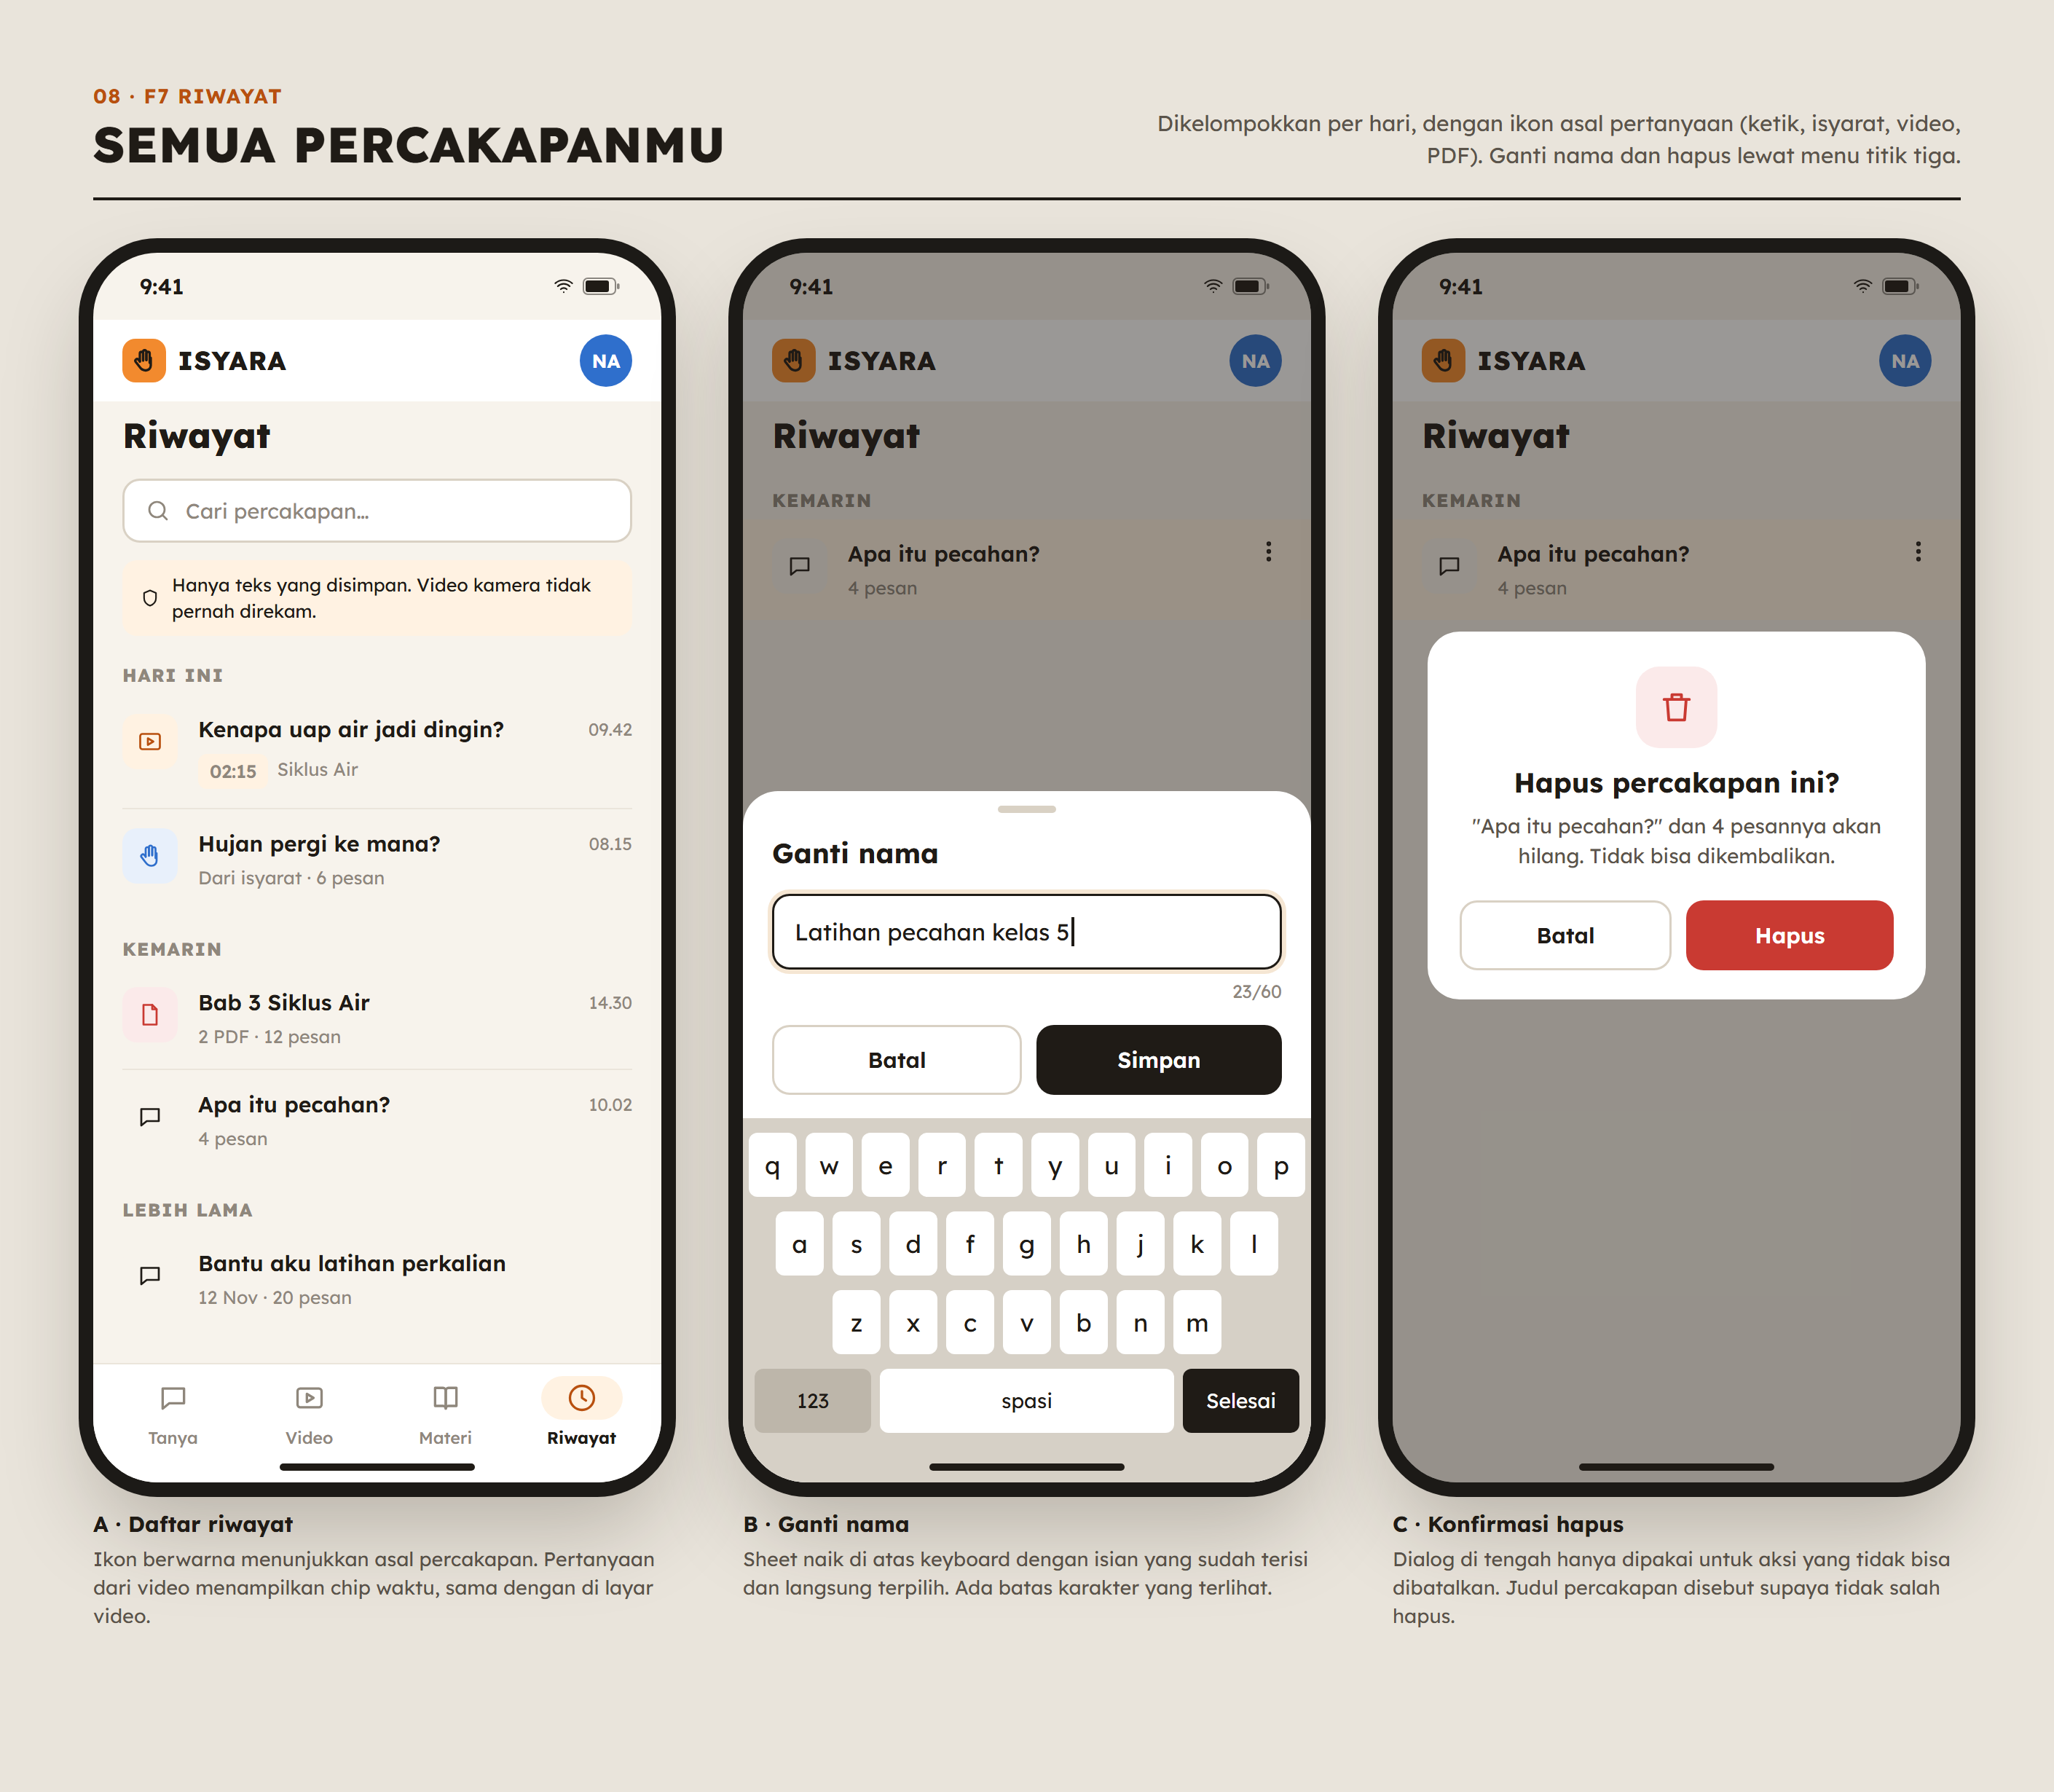 08 · F7 RIWAYAT
SEMUA PERCAKAPANMU
Dikelompokkan per hari, dengan ikon asal pertanyaan (ketik, isyarat, video,
PDF). Ganti nama dan hapus lewat menu titik tiga.
9:41
ISYARA
NA
Riwayat
Cari percakapan...
Hanya teks yang disimpan. Video kamera tidak
pernah direkam.
HARI INI
Kenapa uap air jadi dingin?
09.42
02:15 Siklus Air
Hujan pergi ke mana?
08.15
Dari isyarat · 6 pesan
KEMARIN
Bab 3 Siklus Air
14.30
2 PDF · 12 pesan
Apa itu pecahan?
10.02
4 pesan
LEBIH LAMA
Bantu aku latihan perkalian
12 Nov · 20 pesan
Tanya
Video
Materi
Riwayat
A · Daftar riwayat
Ikon berwarna menunjukkan asal percakapan. Pertanyaan
dari video menampilkan chip waktu, sama dengan di layar
video.
9:41
ISYARA
NA
Riwayat
KEMARIN
Apa itu pecahan?
4 pesan
Ganti nama
Latihan pecahan kelas 5
23/60
Batal
Simpan
q w e r t y u i o p
a s d f g h j k l
z x c v b n m
123 spasi Selesai
B · Ganti nama
Sheet naik di atas keyboard dengan isian yang sudah terisi
dan langsung terpilih. Ada batas karakter yang terlihat.
9:41
ISYARA
NA
Riwayat
KEMARIN
Apa itu pecahan?
4 pesan
Hapus percakapan ini?
"Apa itu pecahan?" dan 4 pesannya akan
hilang. Tidak bisa dikembalikan.
Batal
Hapus
C · Konfirmasi hapus
Dialog di tengah hanya dipakai untuk aksi yang tidak bisa
dibatalkan. Judul percakapan disebut supaya tidak salah
hapus.